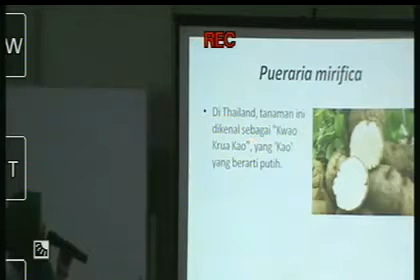 W
REC
Pueraria mirifica
• Di Thailand, tanaman ini
dikenal sebagai "Kwao
Krua Kao", yang 'Kao'
yang berarti putih.
T